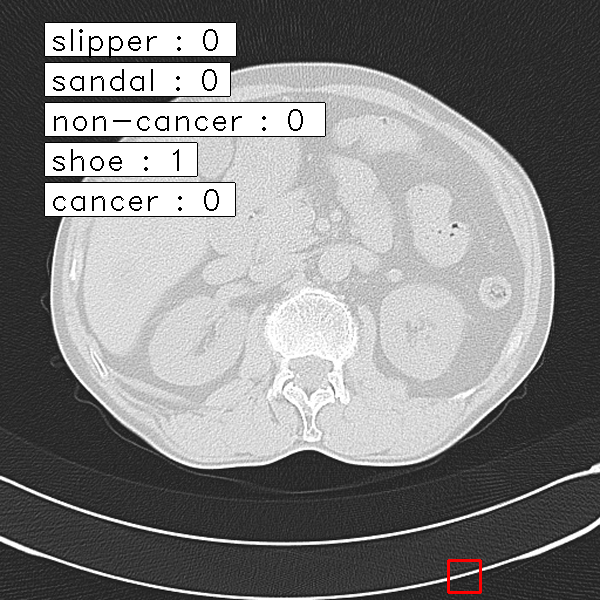 slipper : 0
sandal : 0
non-cancer : 0
shoe : 1
cancer : 0